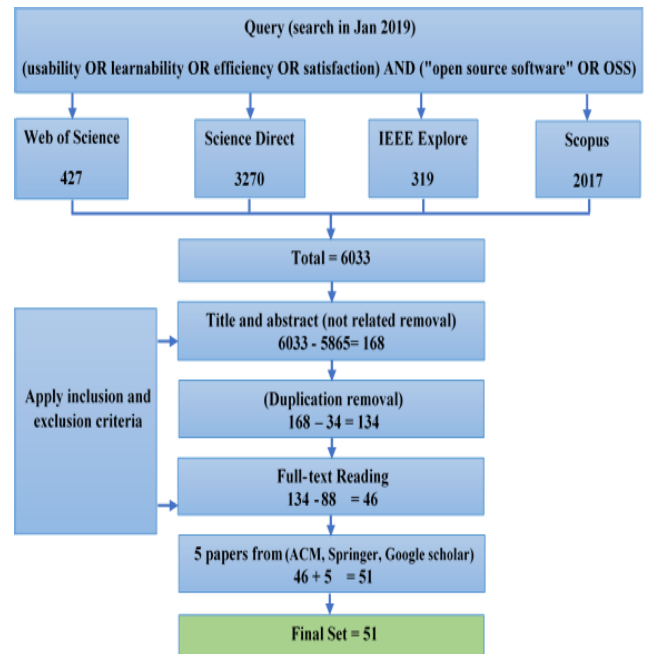 Query (search in Jan 2019)
(usability OR learnability OR efficiency OR satisfaction) AND ("open source software" OR OSS)
Web of Science
427
Science Direct
3270
IEEE Explore
319
Scopus
2017
Total = 6033
Title and abstract (not related removal)
6033 - 5865= 168
Apply inclusion and
exclusion criteria
(Duplication removal)
168 – 34 = 134
Full-text Reading
134 -88 = 46
5 papers from (ACM, Springer, Google scholar)
46 + 5 = 51
Final Set = 51